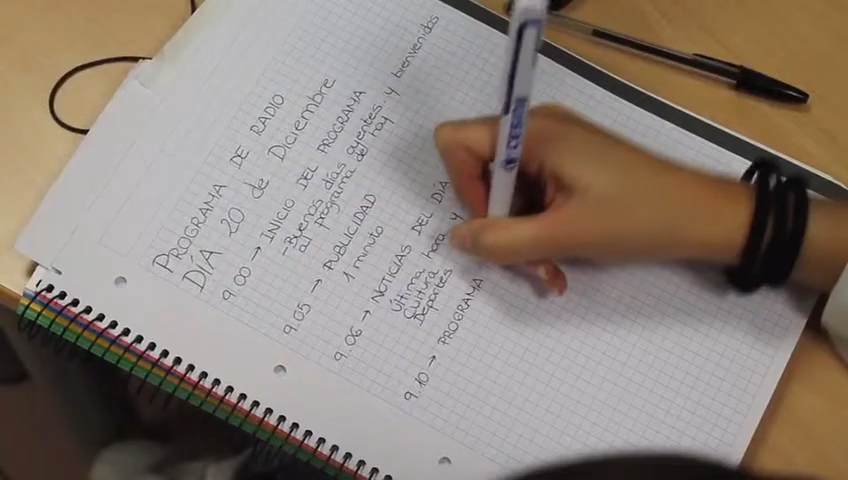 PROGRAMA DE RADIO
DÍA 20 de Diciembre
9.00 → INICIO DEL PROGRAMA
- Buenos días oyentes y bienvenidos
al programa de hoy
9.05 → PUBLICIDAD
1 minuto
9.06 → NOTICIAS DEL DÍA
Última hora y
Cultura
Deportes
9.10 → PROGRAMA